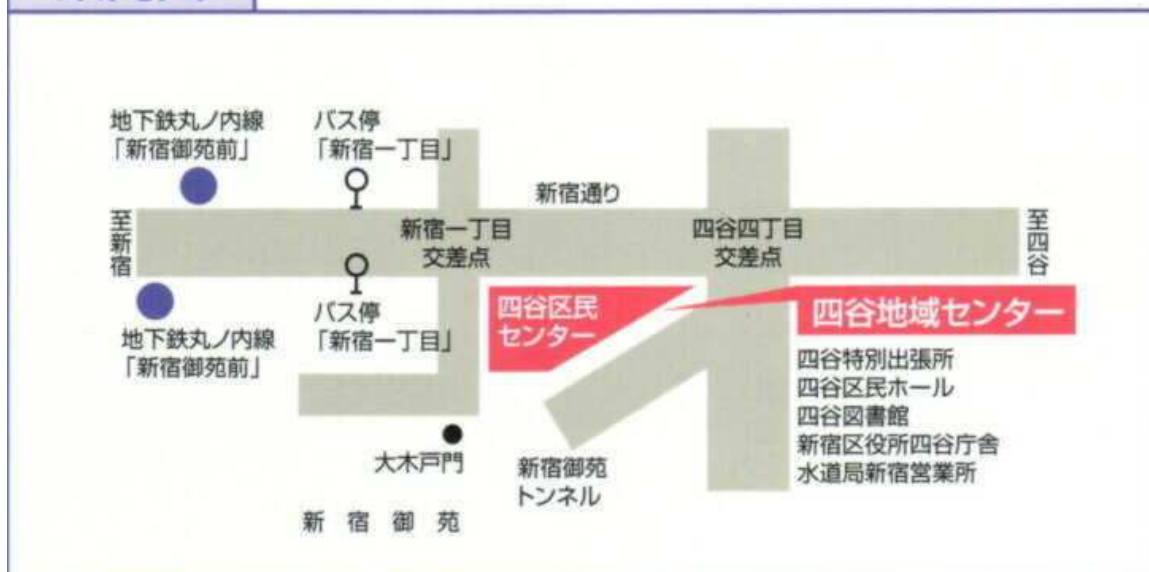 地下鉄丸ノ内線
「新宿御苑前」
バス停
「新宿一丁目」
新宿通り
至新宿
新宿一丁目
交差点
四谷四丁目
交差点
至四谷
地下鉄丸ノ内線
「新宿御苑前」
バス停
「新宿一丁目」
四谷区民
センター
四谷地域センター
四谷特別出張所
四谷区民ホール
四谷図書館
新宿区役所四谷庁舎
水道局新宿営業所
大木戸門
新宿御苑
トンネル
新宿御苑